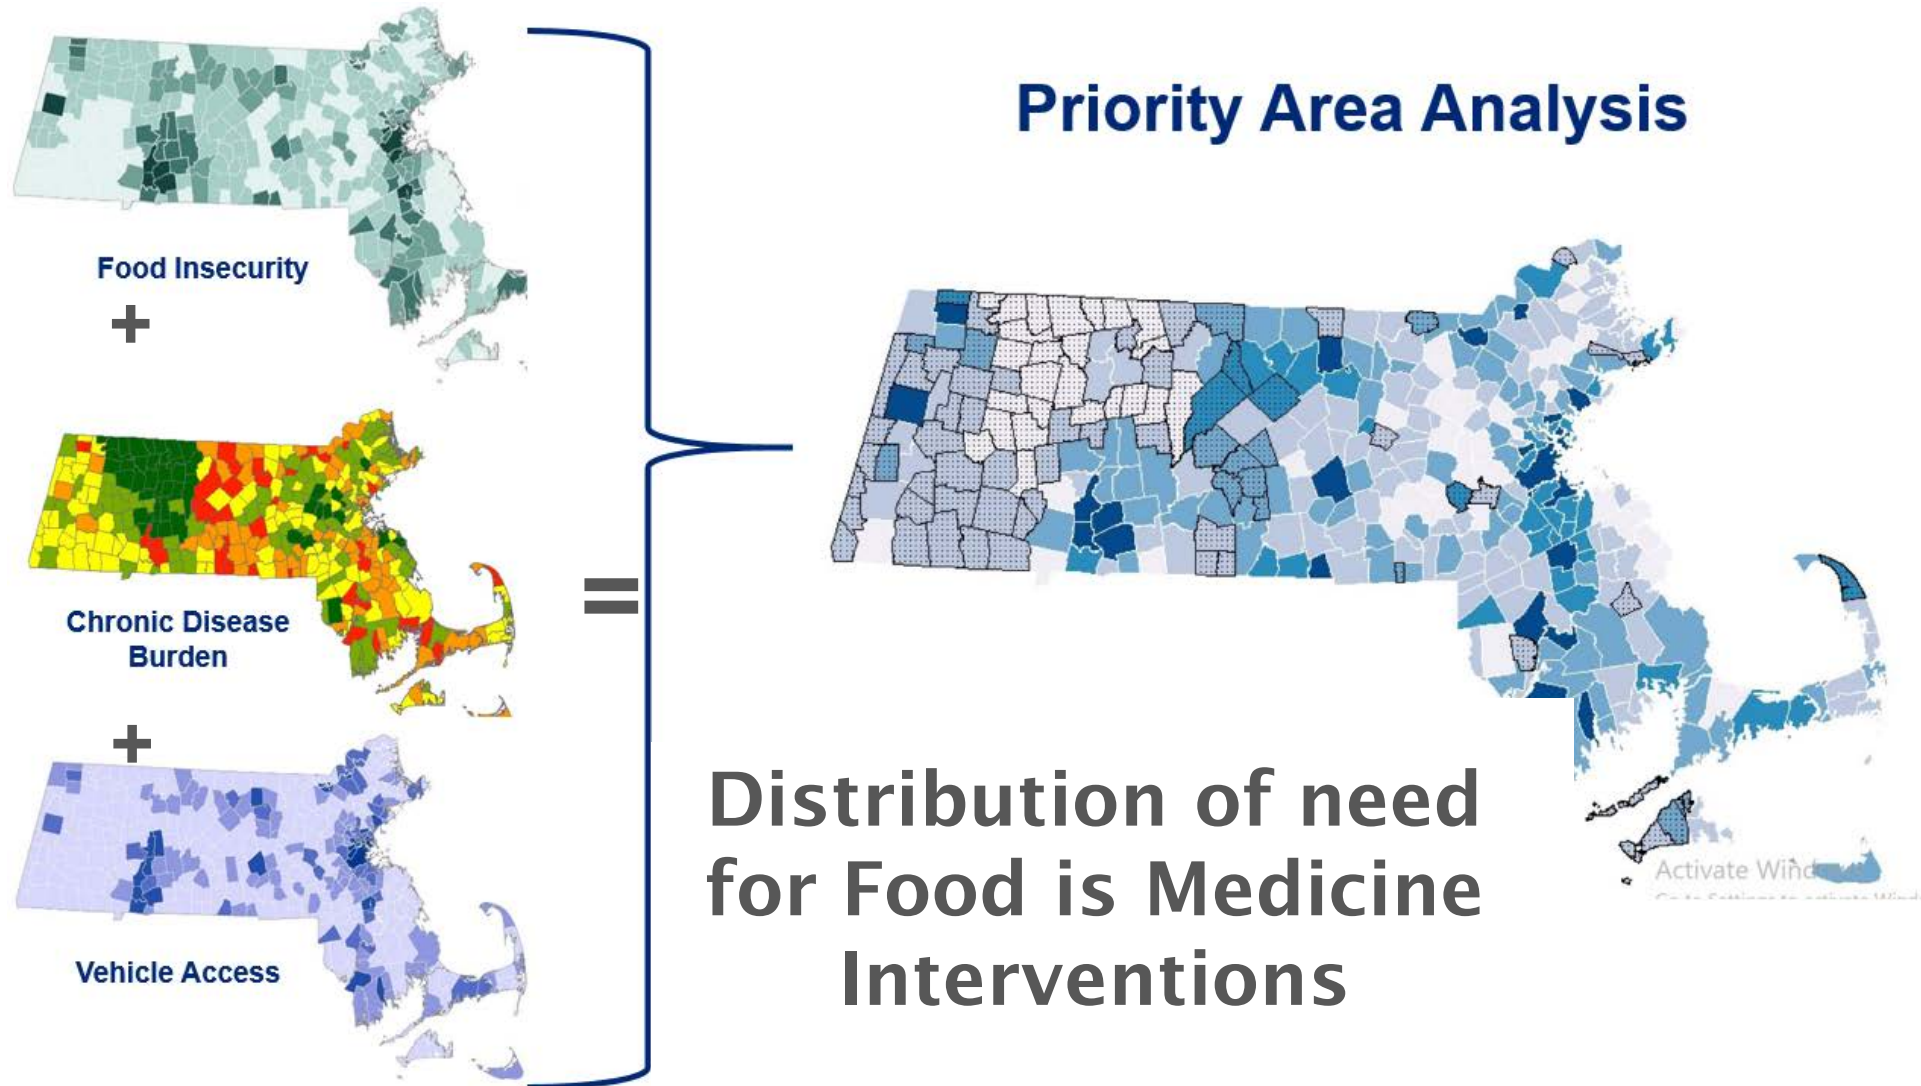 Priority Area Analysis
Food Insecurity
+
Chronic Disease
Burden
+
Vehicle Access
=
Distribution of need
for Food is Medicine
Interventions
Activate Wind